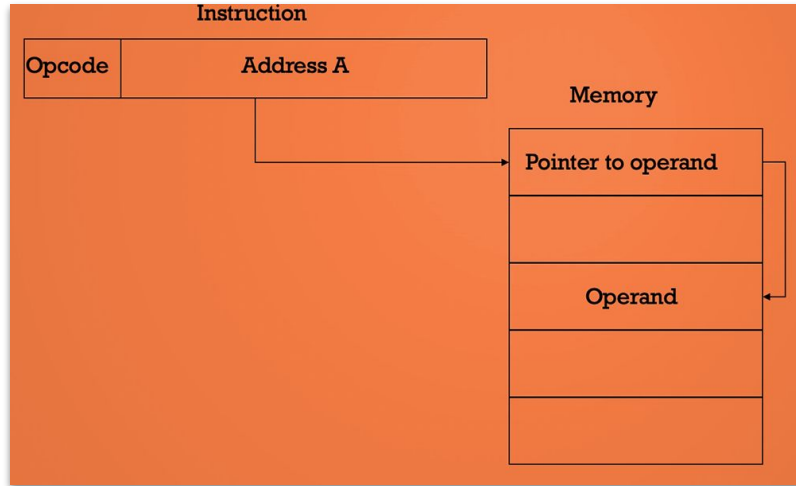 Instruction
Opcode
Address A
Memory
Pointer to operand
Operand